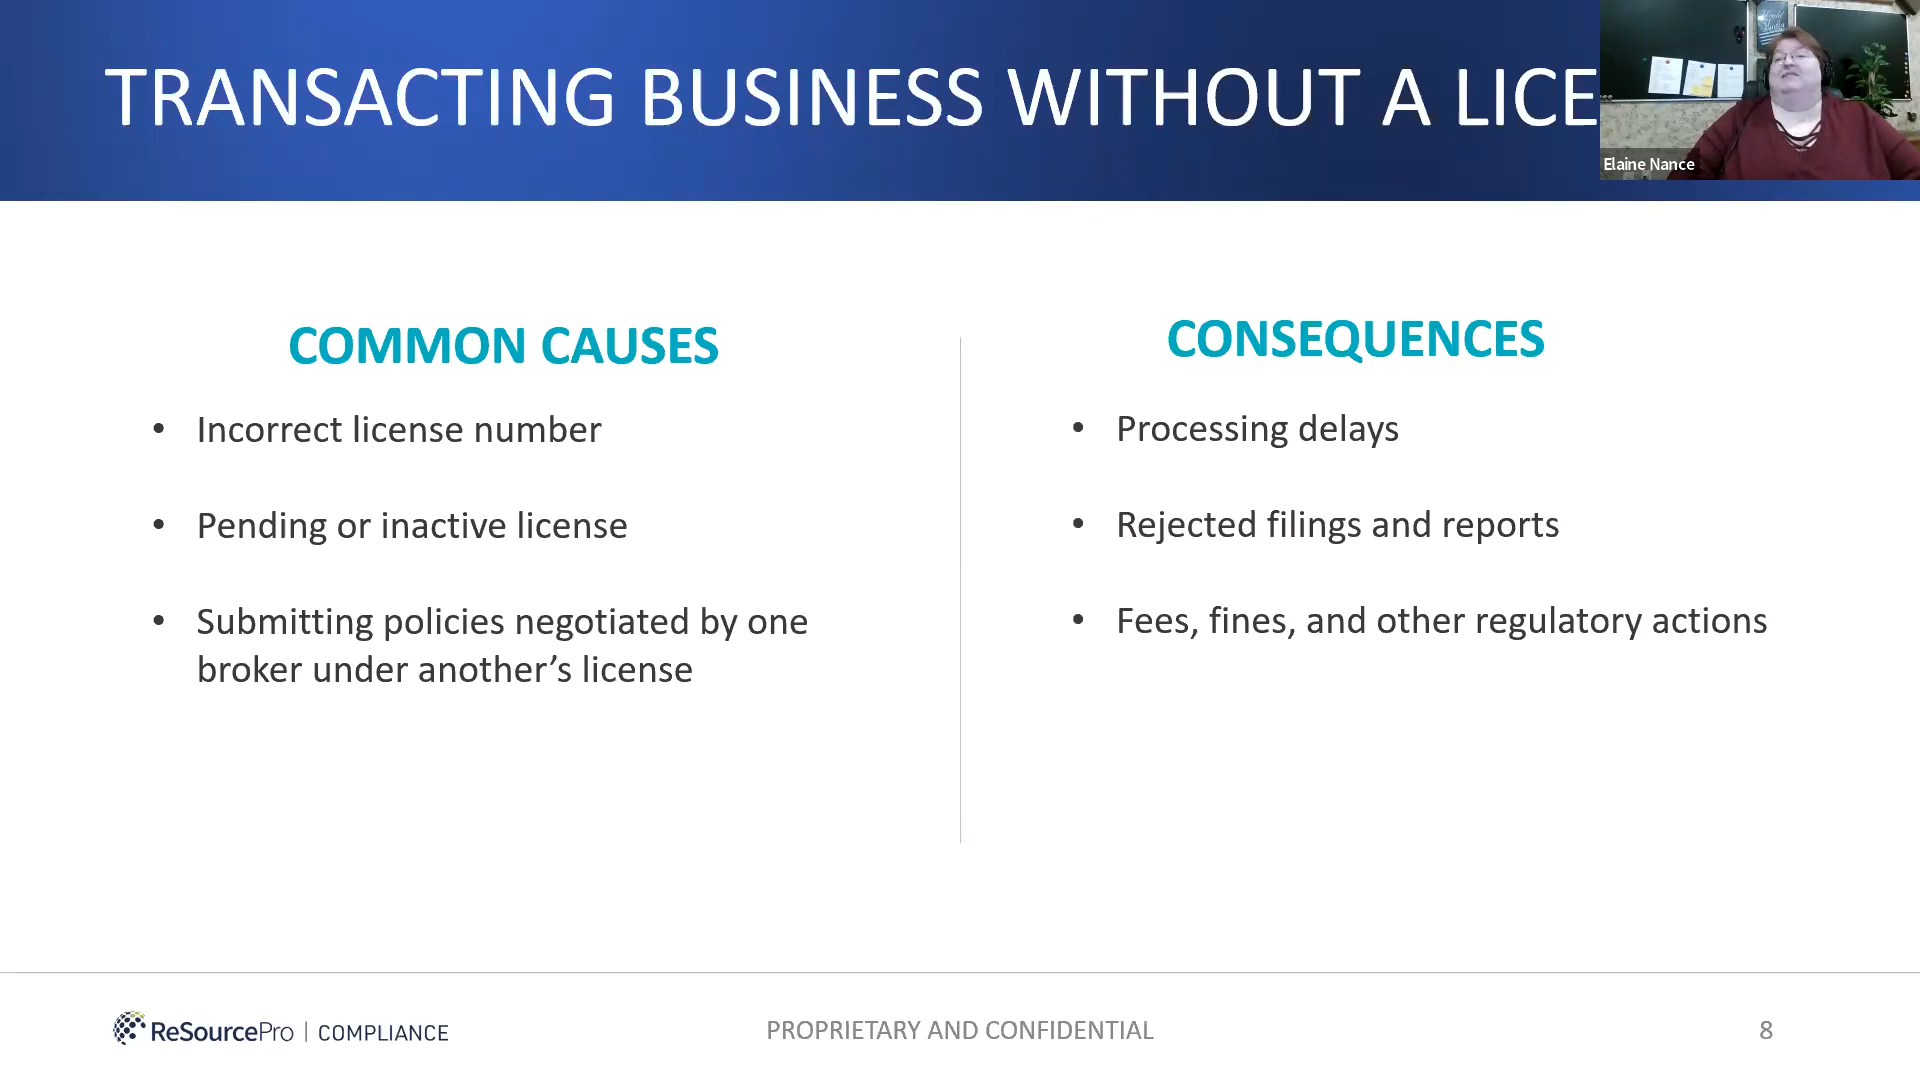 TRANSACTING BUSINESS WITHOUT A LICE
Elaine Nance
COMMON CAUSES
• Incorrect license number
• Pending or inactive license
• Submitting policies negotiated by one
broker under another’s license
CONSEQUENCES
• Processing delays
• Rejected filings and reports
• Fees, fines, and other regulatory actions
ReSourcePro | COMPLIANCE
PROPRIETARY AND CONFIDENTIAL
8